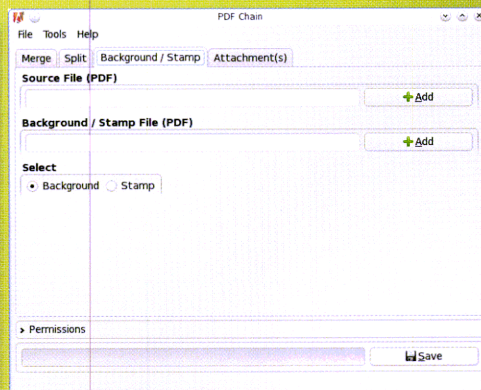 PDF Chain
File Tools Help
Merge Split Background / Stamp Attachment(s)
Source File (PDF)
Add
Background / Stamp File (PDF)
Add
Select
Background Stamp
Permissions
Save